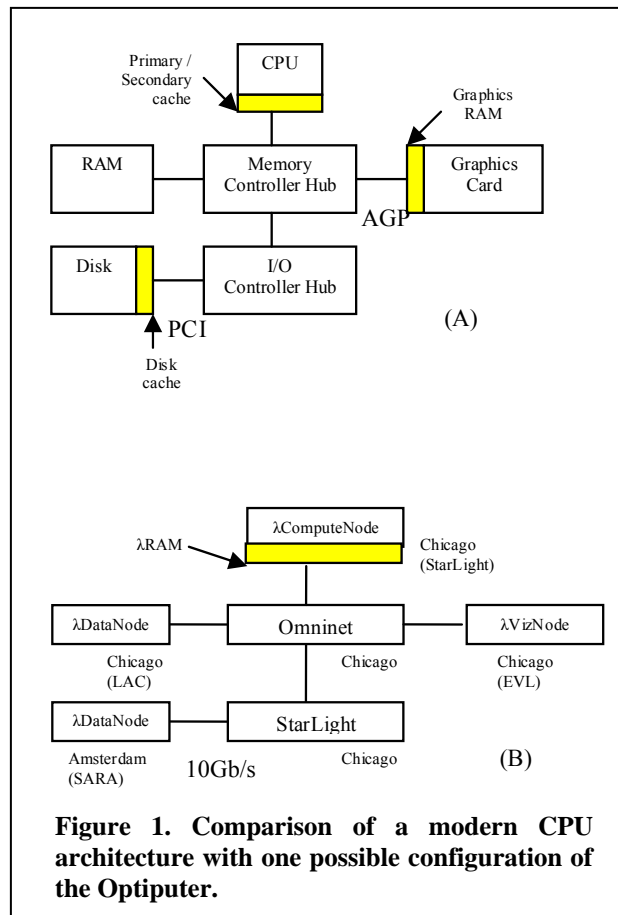 Primary /
Secondary
cache
CPU
Graphics
RAM
RAM
Memory
Controller Hub
Graphics
Card
AGP
Disk
I/O
Controller Hub
PCI
(A)
Disk
cache
λComputeNode
λRAM
Chicago
(StarLight)
λDataNode
Omninet
λVizNode
Chicago
(LAC)
Chicago
Chicago
(EVL)
λDataNode
StarLight
Amsterdam
(SARA)
10Gb/s
Chicago
(B)
Figure 1. Comparison of a modern CPU
architecture with one possible configuration of
the Optiputer.